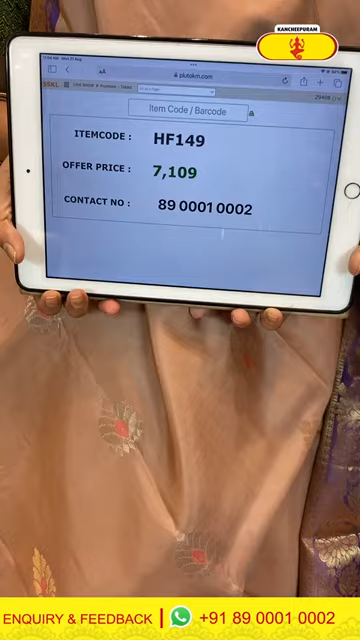 KANCHEEPURAM
plutokm.com
Item Code / Barcode
ITEMCODE : HF149
OFFER PRICE : 7,109
CONTACT NO : 89 0001 0002
ENQUIRY & FEEDBACK | +91 89 0001 0002